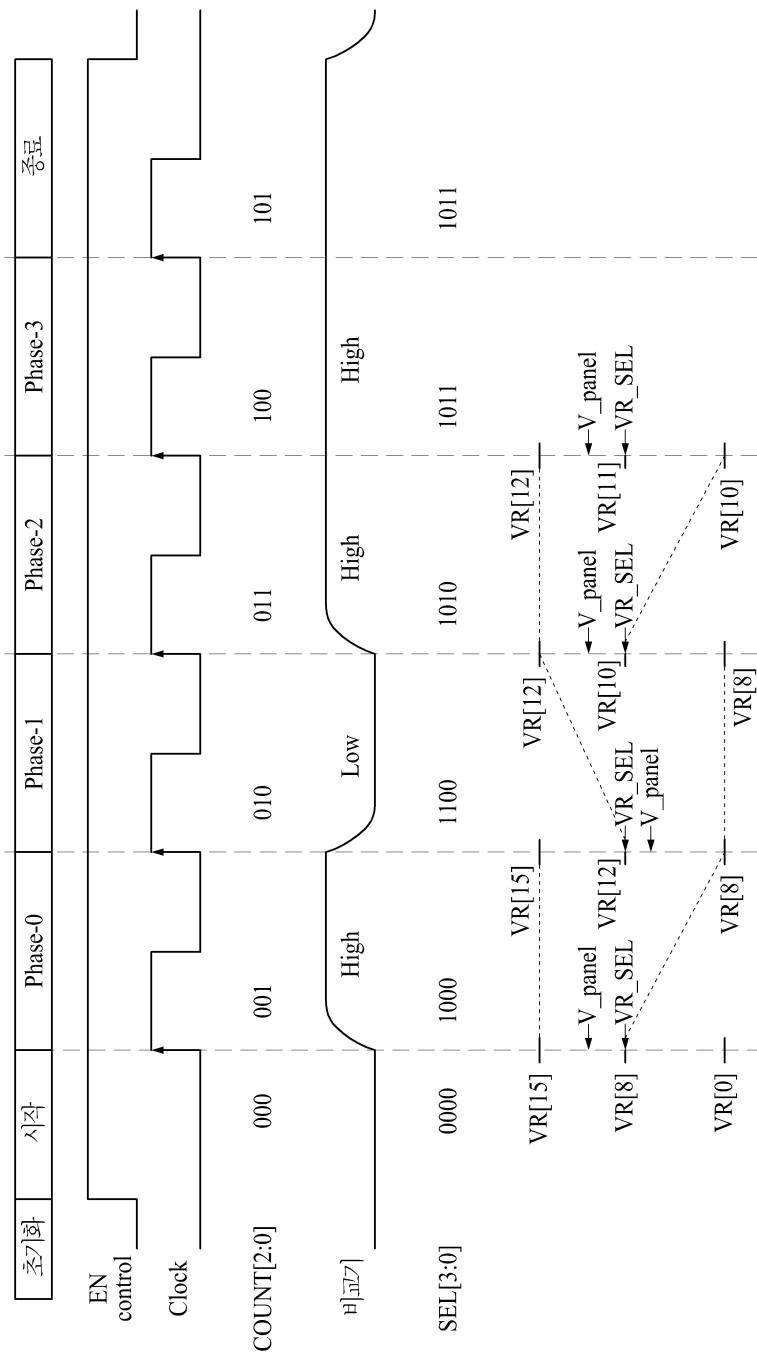 초기화 시작 Phase-0 Phase-1 Phase-2 Phase-3 종료
EN
control
Clock
COUNT[2:0] 000 001 010 011 100 101
비교기 High Low High High
SEL[3:0] 0000 1000 1100 1010 1011 1011
VR[15] VR[15] VR[12] VR[12]
V_panel V_panel V_panel
VR[8] VR_SEL VR[12] VR_SEL VR[10] VR_SEL VR[11] VR_SEL
V_panel
VR[0] VR[8] VR[8] VR[10]